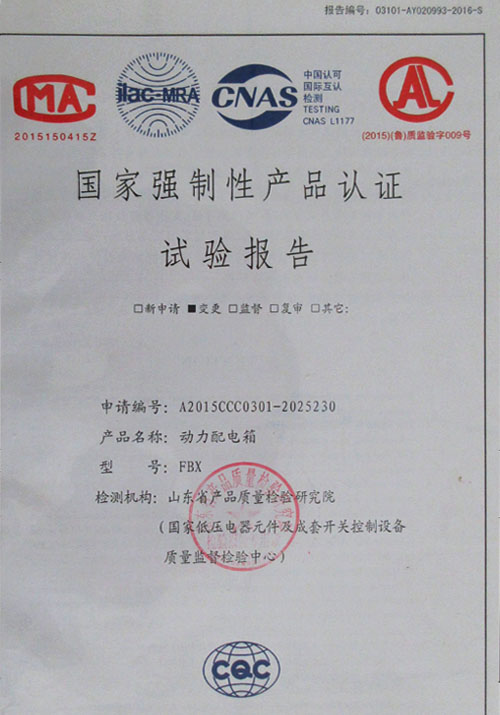 报告编号: 03101-AY020993-2016-S
MA
2015150415Z
ilac-MRA
CNAS
中国认可
国际互认
检测
TESTING
CNAS L1177
CAL
(2015)(鲁)质监验字009号
国家强制性产品认证
试验报告
□新申请 ■变更 □监督 □复审 □其它:
申请编号: A2015CCC0301-2025230
产品名称: 动力配电箱
型 号: FBX
检测机构: 山东省产品质量检验研究院
(国家低压电器元件及成套开关控制设备
质量监督检验中心)
CQC